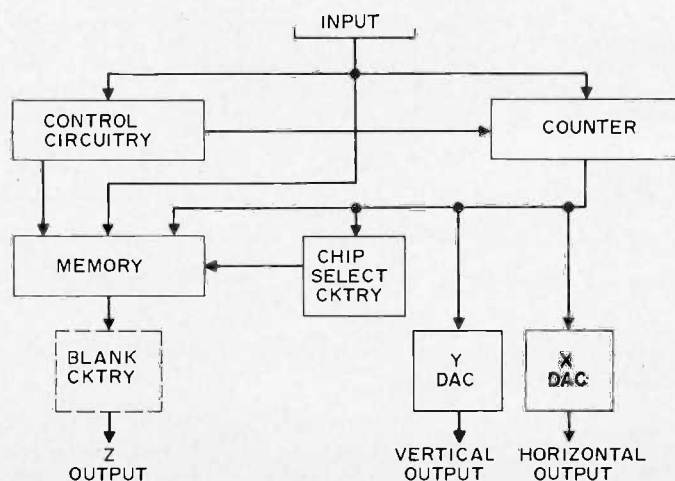 INPUT
CONTROL
CIRCUITRY
COUNTER
MEMORY
CHIP
SELECT
CKTRY
BLANK
CKTRY
Y
DAC
X
DAC
Z
OUTPUT
VERTICAL
OUTPUT
HORIZONTAL
OUTPUT